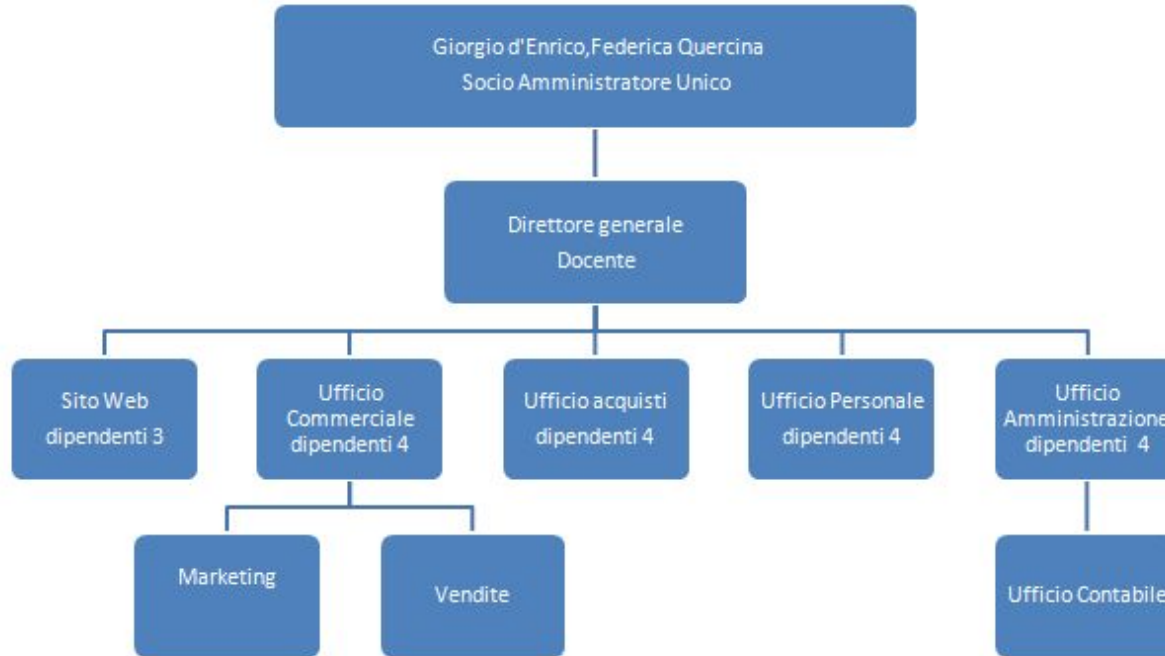 Giorgio d'Enrico,Federica Quercina
Socio Amministratore Unico
Direttore generale
Docente
Sito Web
dipendenti 3
Ufficio
Commerciale
dipendenti 4
Ufficio acquisti
dipendenti 4
Ufficio Personale
dipendenti 4
Ufficio
Amministrazione
dipendenti 4
Marketing
Vendite
Ufficio Contabile